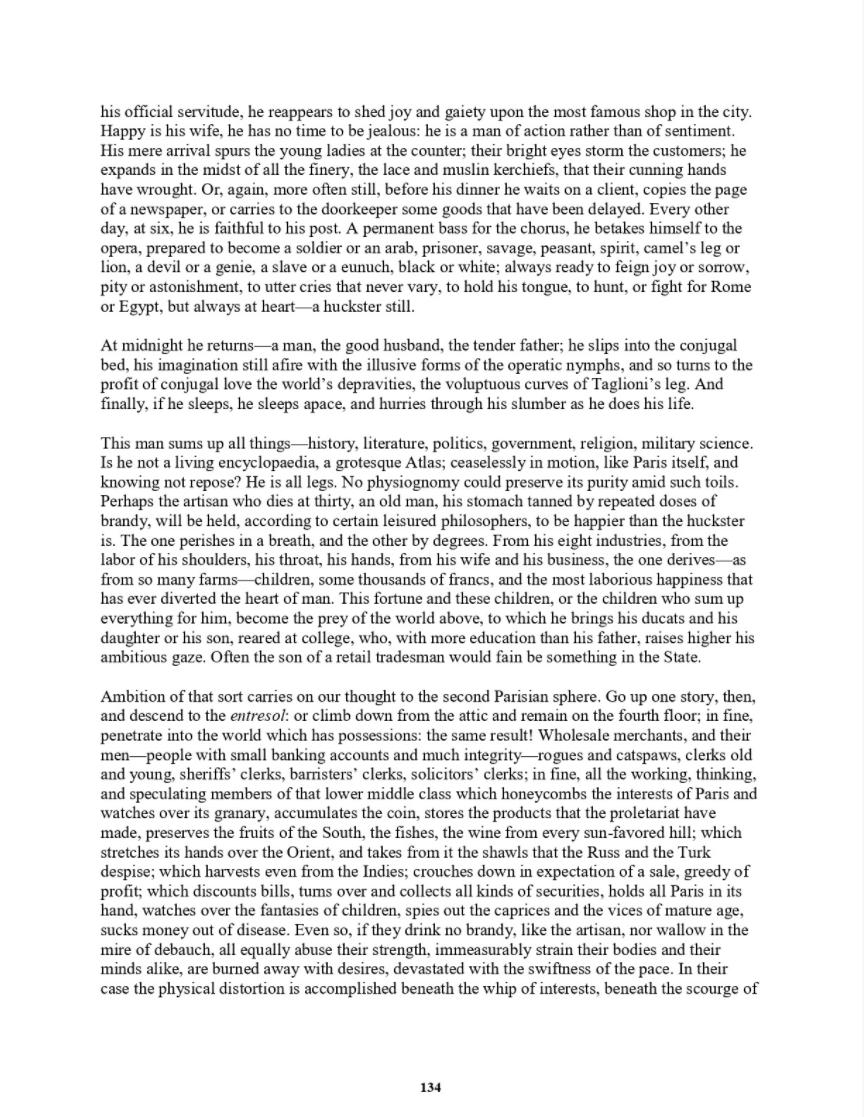 his official servitude, he reappears to shed joy and gaiety upon the most famous shop in the city.
Happy is his wife, he has no time to be jealous: he is a man of action rather than of sentiment.
His mere arrival spurs the young ladies at the counter; their bright eyes storm the customers; he
expands in the midst of all the finery, the lace and muslin kerchiefs, that their cunning hands
have wrought. Or, again, more often still, before his dinner he waits on a client, copies the page
of a newspaper, or carries to the doorkeeper some goods that have been delayed. Every other
day, at six, he is faithful to his post. A permanent bass for the chorus, he betakes himself to the
opera, prepared to become a soldier or an arab, prisoner, savage, peasant, spirit, camel’s leg or
lion, a devil or a genie, a slave or a eunuch, black or white; always ready to feign joy or sorrow,
pity or astonishment, to utter cries that never vary, to hold his tongue, to hunt, or fight for Rome
or Egypt, but always at heart—a huckster still.
At midnight he returns—a man, the good husband, the tender father; he slips into the conjugal
bed, his imagination still afire with the illusive forms of the operatic nymphs, and so turns to the
profit of conjugal love the world’s depravities, the voluptuous curves of Taglioni’s leg. And
finally, if he sleeps, he sleeps apace, and hurries through his slumber as he does his life.
This man sums up all things—history, literature, politics, government, religion, military science.
Is he not a living encyclopaedia, a grotesque Atlas; ceaselessly in motion, like Paris itself, and
knowing not repose? He is all legs. No physiognomy could preserve its purity amid such toils.
Perhaps the artisan who dies at thirty, an old man, his stomach tanned by repeated doses of
brandy, will be held, according to certain leisured philosophers, to be happier than the huckster
is. The one perishes in a breath, and the other by degrees. From his eight industries, from the
labor of his shoulders, his throat, his hands, from his wife and his business, the one derives—as
from so many farms—children, some thousands of francs, and the most laborious happiness that
has ever diverted the heart of man. This fortune and these children, or the children who sum up
everything for him, become the prey of the world above, to which he brings his ducats and his
daughter or his son, reared at college, who, with more education than his father, raises higher his
ambitious gaze. Often the son of a retail tradesman would fain be something in the State.
Ambition of that sort carries on our thought to the second Parisian sphere. Go up one story, then,
and descend to the entresol: or climb down from the attic and remain on the fourth floor; in fine,
penetrate into the world which has possessions: the same result! Wholesale merchants, and their
men—people with small banking accounts and much integrity—rogues and catspaws, clerks old
and young, sheriffs’ clerks, barristers’ clerks, solicitors’ clerks; in fine, all the working, thinking,
and speculating members of that lower middle class which honeycombs the interests of Paris and
watches over its granary, accumulates the coin, stores the products that the proletariat have
made, preserves the fruits of the South, the fishes, the wine from every sun-favored hill; which
stretches its hands over the Orient, and takes from it the shawls that the Russ and the Turk
despise; which harvests even from the Indies; crouches down in expectation of a sale, greedy of
profit; which discounts bills, turns over and collects all kinds of securities, holds all Paris in its
hand, watches over the fantasies of children, spies out the caprices and the vices of mature age,
sucks money out of disease. Even so, if they drink no brandy, like the artisan, nor wallow in the
mire of debauch, all equally abuse their strength, immeasurably strain their bodies and their
minds alike, are burned away with desires, devastated with the swiftness of the pace. In their
case the physical distortion is accomplished beneath the whip of interests, beneath the scourge of
134